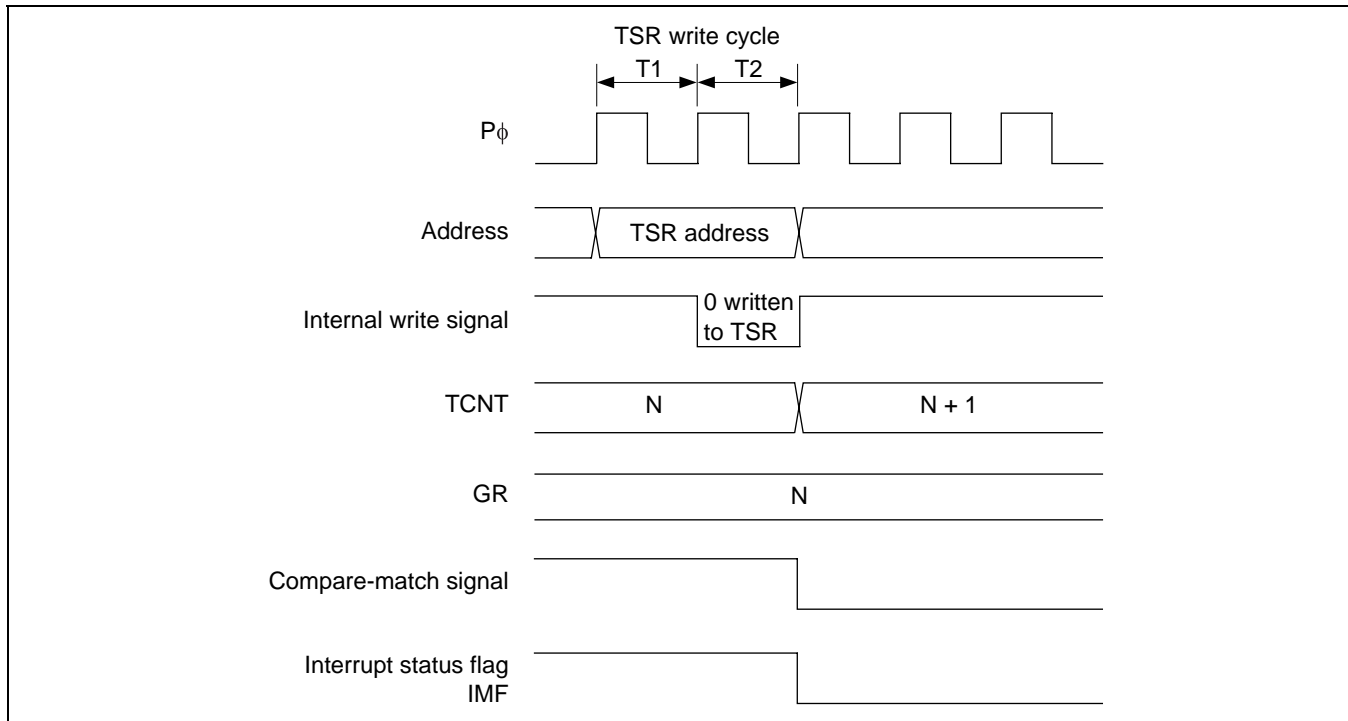 TSR write cycle
T1 T2
Pϕ
Address TSR address
Internal write signal 0 written
to TSR
TCNT N N + 1
GR N
Compare-match signal
Interrupt status flag
IMF